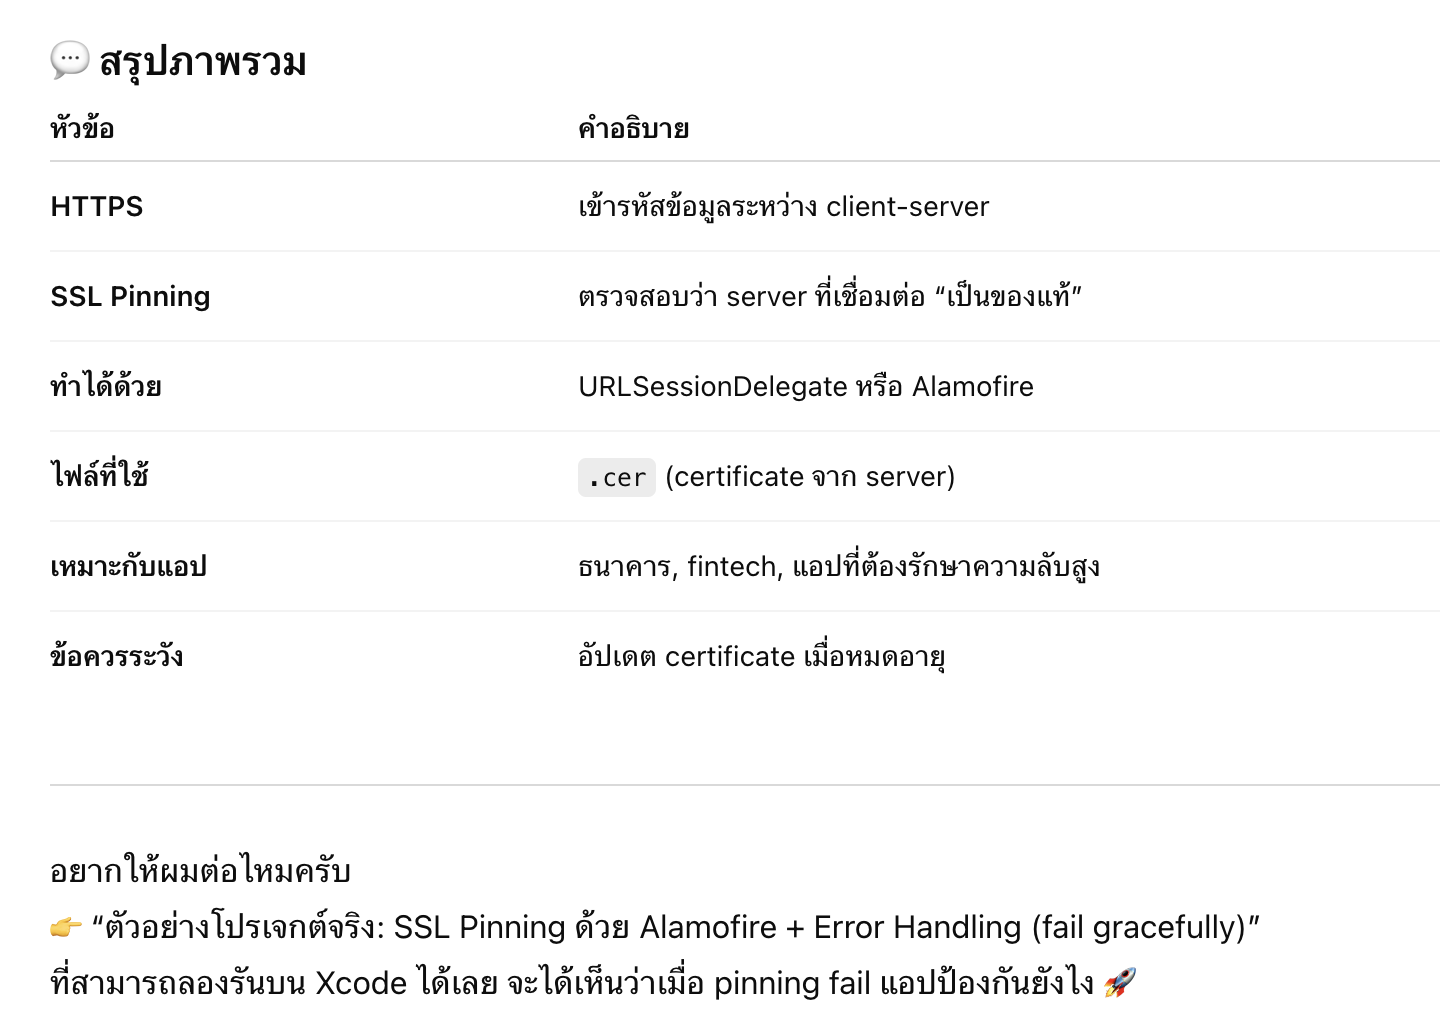 💬 สรุปภาพรวม
หัวข้อ คำอธิบาย
HTTPS เข้ารหัสข้อมูลระหว่าง client-server
SSL Pinning ตรวจสอบว่า server ที่เชื่อมต่อ “เป็นของแท้”
ทำได้ด้วย URLSessionDelegate หรือ Alamofire
ไฟล์ที่ใช้ .cer (certificate จาก server)
เหมาะกับแอป ธนาคาร, fintech, แอปที่ต้องรักษาความลับสูง
ข้อควรระวัง อัปเดต certificate เมื่อหมดอายุ
อยากให้ผมต่อไหมครับ
👉 “ตัวอย่างโปรเจกต์จริง: SSL Pinning ด้วย Alamofire + Error Handling (fail gracefully)”
ที่สามารถลองรันบน Xcode ได้เลย จะได้เห็นว่าเมื่อ pinning fail แอปป้องกันยังไง 🚀